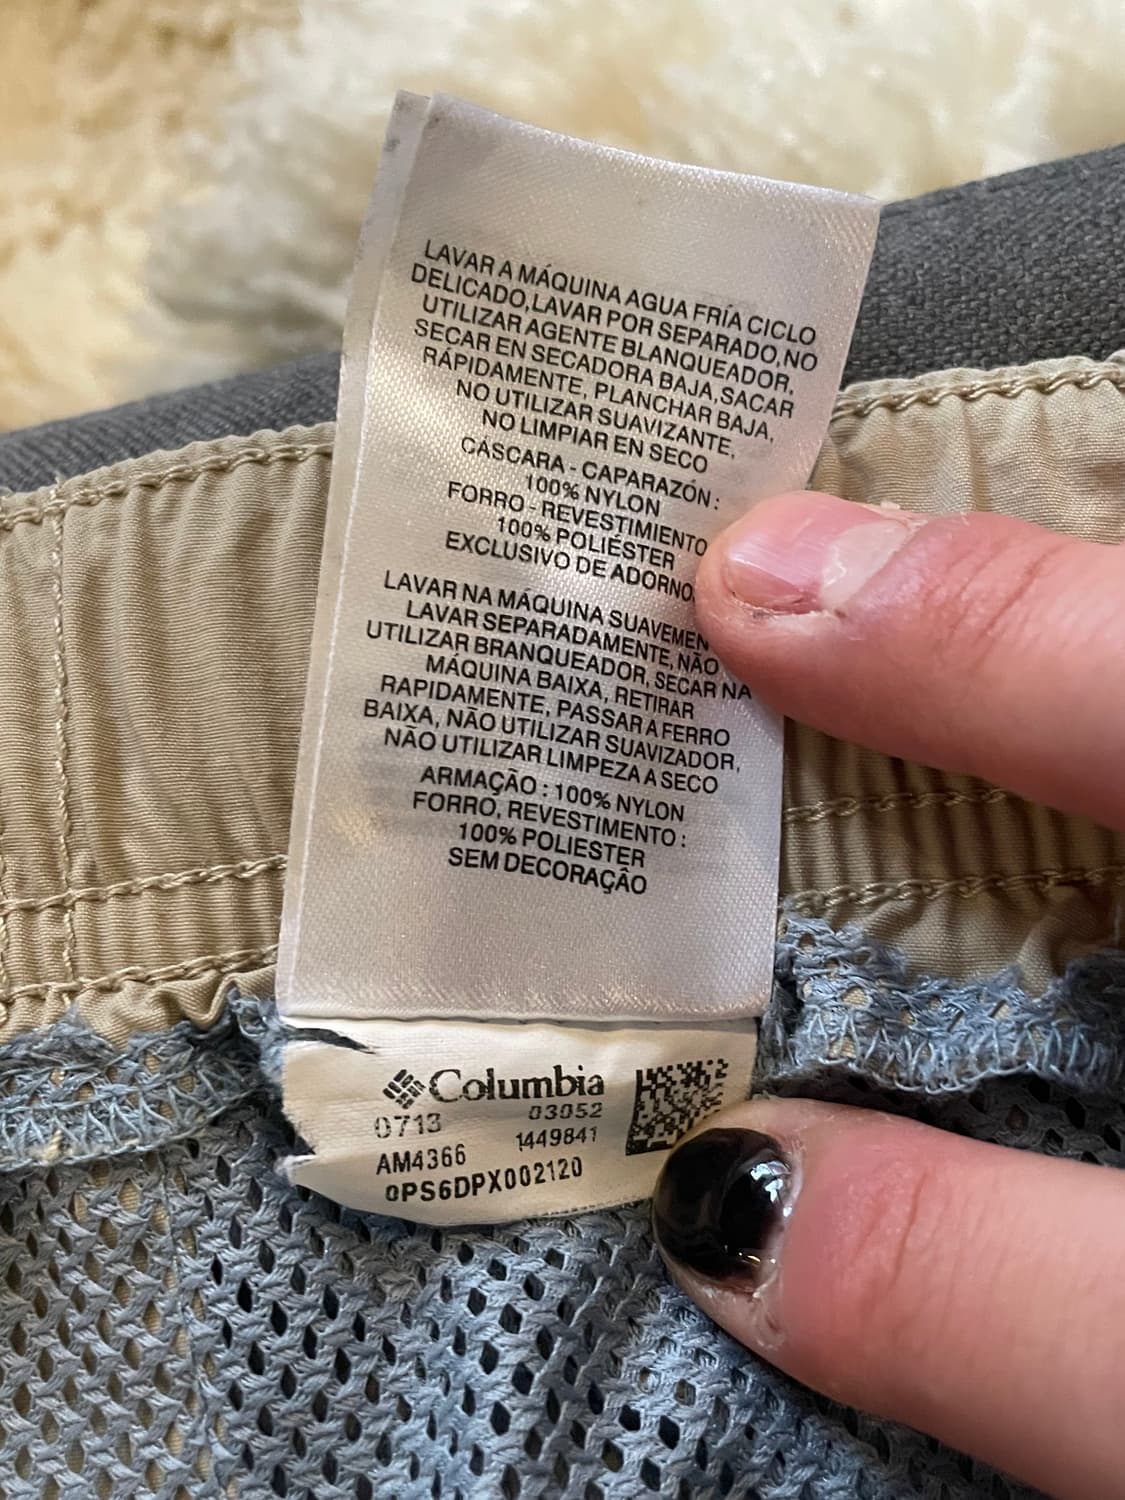 LAVAR A MÁQUINA AGUA FRÍA CICLO
DELICADO,LAVAR POR SEPARADO,NO
UTILIZAR AGENTE BLANQUEADOR,
SECAR EN SECADORA BAJA,SACAR
RÁPIDAMENTE, PLANCHAR BAJA,
NO UTILIZAR SUAVIZANTE,
NO LIMPIAR EN SECO
CÁSCARA - CAPARAZÓN :
100% NYLON
FORRO - REVESTIMIENTO
100% POLIÉSTER
EXCLUSIVO DE ADORNO
LAVAR NA MÁQUINA
LAVAR SEPARADAMENTE, NÃO
UTILIZAR BRANQUEADOR, SECAR NA
MÁQUINA BAIXA, RETIRAR
RAPIDAMENTE, PASSAR A FERRO
BAIXA, NÃO UTILIZAR SUAVIZADOR,
NÃO UTILIZAR LIMPEZA A SECO
ARMAÇÃO : 100% NYLON
FORRO, REVESTIMENTO :
100% POLIESTER
SEM DECORAÇÃO
Columbia
0713 03052
AM4366 1449841
0PS6DPX002120